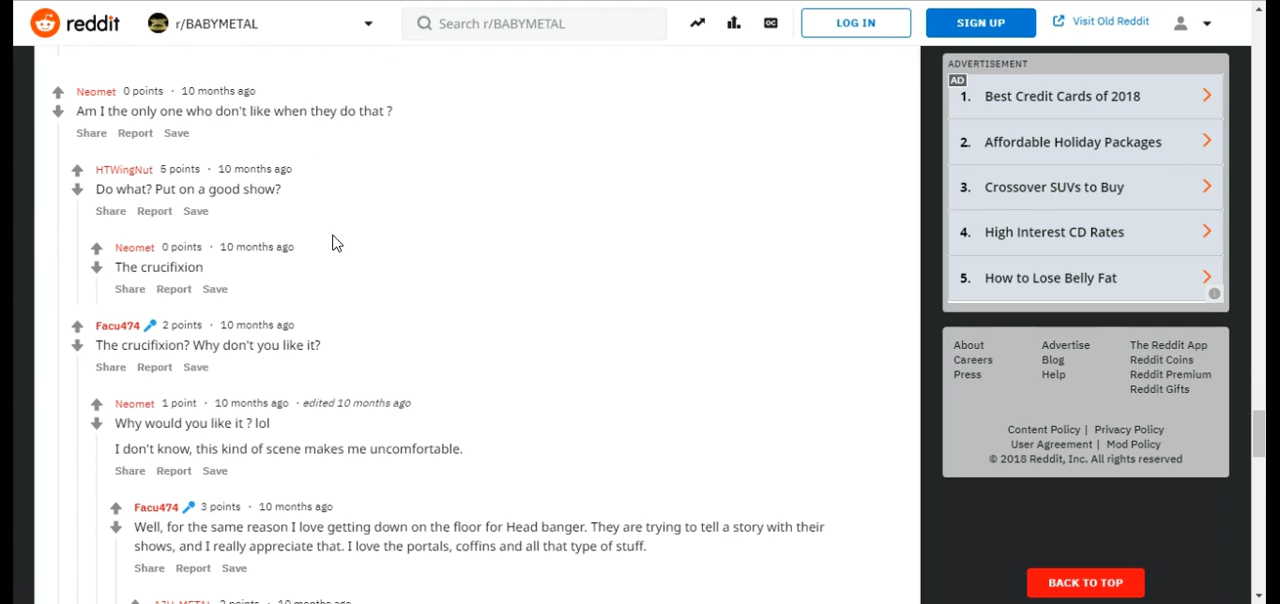 reddit
r/BABYMETAL
Search r/BABYMETAL
LOG IN
SIGN UP
Visit Old Reddit
Neomet 0 points · 10 months ago
Am I the only one who don't like when they do that ?
Share Report Save
HTWingNut 5 points · 10 months ago
Do what? Put on a good show?
Share Report Save
Neomet 0 points · 10 months ago
The crucifixion
Share Report Save
Facu474 2 points · 10 months ago
The crucifixion? Why don't you like it?
Share Report Save
Neomet 1 point · 10 months ago · edited 10 months ago
Why would you like it ? lol
I don't know, this kind of scene makes me uncomfortable.
Share Report Save
Facu474 3 points · 10 months ago
Well, for the same reason I love getting down on the floor for Head banger. They are trying to tell a story with their
shows, and I really appreciate that. I love the portals, coffins and all that type of stuff.
Share Report Save
10 months ago
ADVERTISEMENT
AD
1. Best Credit Cards of 2018
2. Affordable Holiday Packages
3. Crossover SUVs to Buy
4. High Interest CD Rates
5. How to Lose Belly Fat
About Advertise The Reddit App
Careers Blog Reddit Coins
Press Help Reddit Premium
Reddit Gifts
Content Policy | Privacy Policy
User Agreement | Mod Policy
© 2018 Reddit, Inc. All rights reserved
BACK TO TOP